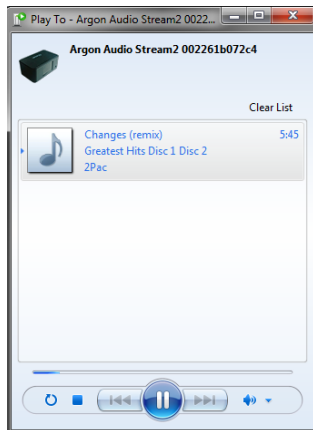 Play To - Argon Audio Stream2 0022...
Argon Audio Stream2 002261b072c4
Clear List
Changes (remix) 5:45
Greatest Hits Disc 1 Disc 2
2Pac